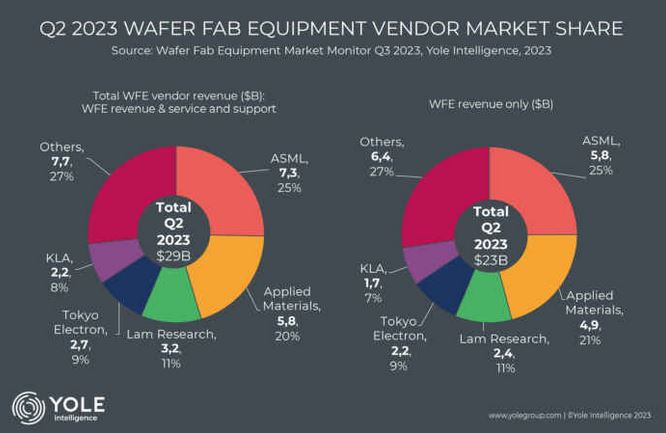 Q2 2023 WAFER FAB EQUIPMENT VENDOR MARKET SHARE
Source: Wafer Fab Equipment Market Monitor Q3 2023, Yole Intelligence, 2023
Total WFE vendor revenue ($B):
WFE revenue & service and support
Others,
7,7,
27%
ASML,
7,3,
25%
Total
Q2
2023
$29B
KLA,
2,2,
8%
Tokyo
Electron,
2,7,
9%
Lam Research,
3,2,
11%
Applied
Materials,
5,8,
20%
WFE revenue only ($B)
Others,
6,4,
27%
ASML,
5,8,
25%
Total
Q2
2023
$23B
KLA,
1,7,
7%
Tokyo
Electron,
2,2,
9%
Lam Research,
2,4,
11%
Applied
Materials,
4,9,
21%
YOLE
Intelligence
www.yolegroup.com | ©Yole Intelligence 2023